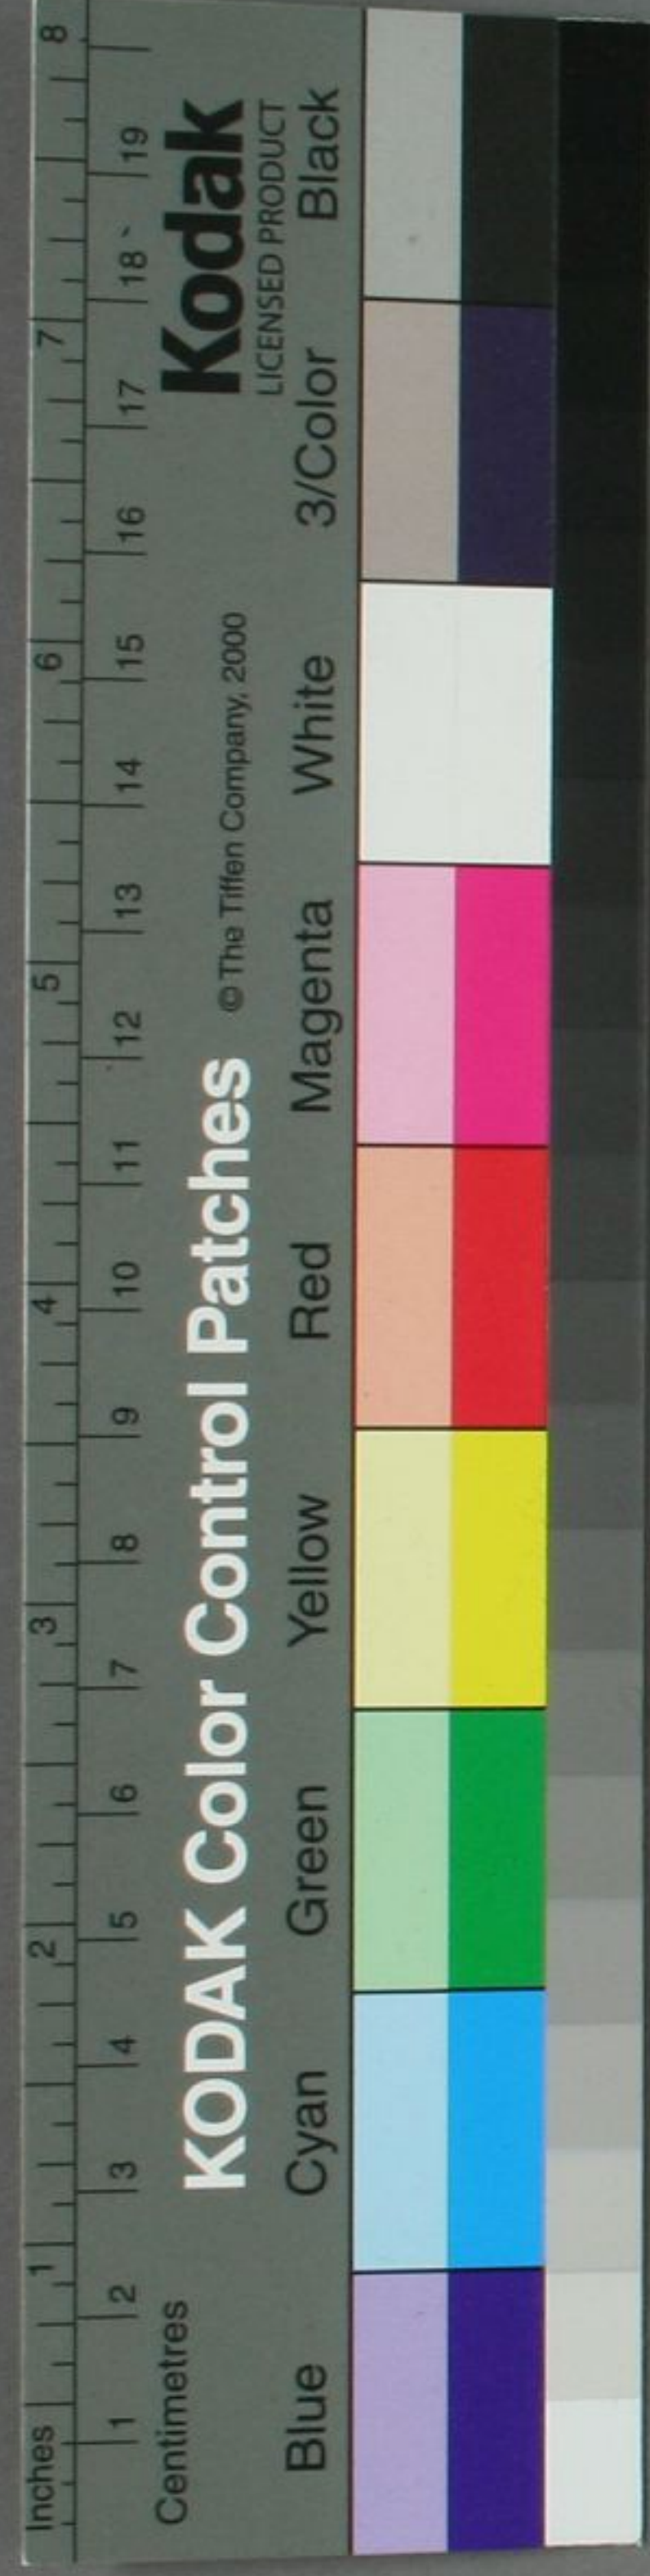 Inches 1 2 3 4 5 6 7 8
1 2 3 4 5 6 7 8 9 10 11 12 13 14 15 16 17 18 19
Centimetres
KODAK Color Control Patches © The Tiffen Company, 2000 Kodak
LICENSED PRODUCT
Blue Cyan Green Yellow Red Magenta White 3/Color Black